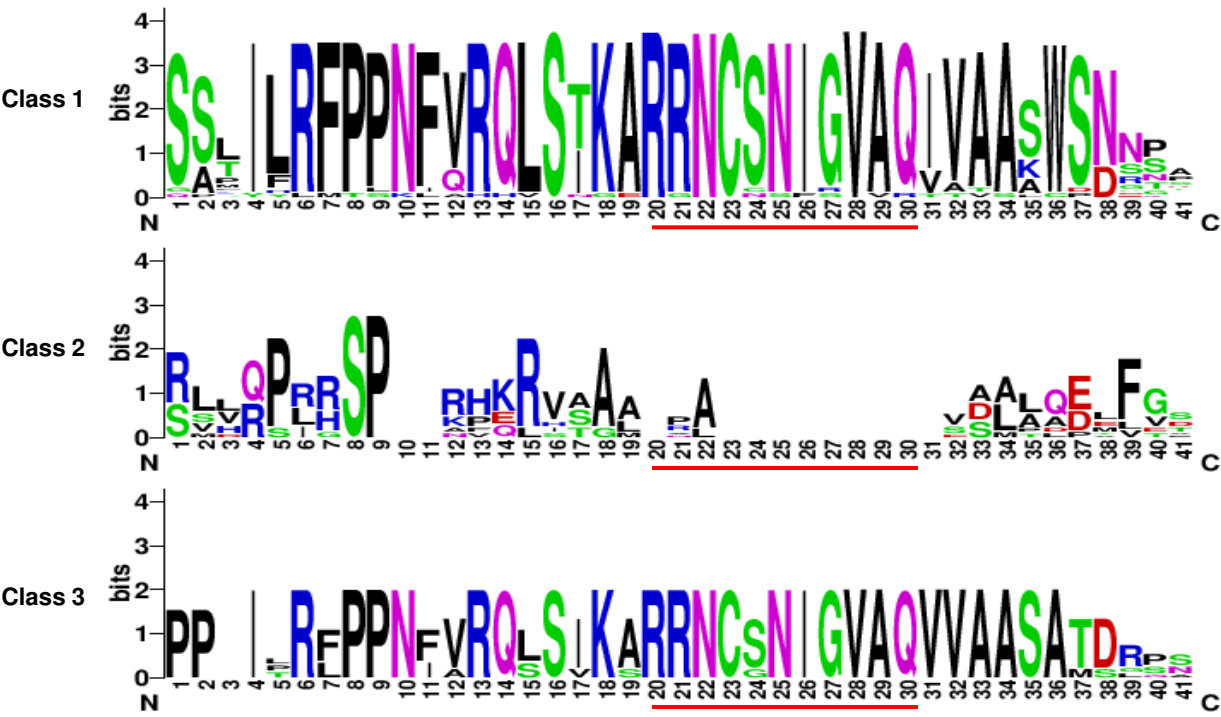 Class 1
bits
4
3
2
1
0
SSLILRFPPNFVRQLSTKARRNCSNIGVAQIVAASWSNNPA
1 2 3 4 5 6 7 8 9 10 11 12 13 14 15 16 17 18 19 20 21 22 23 24 25 26 27 28 29 30 31 32 33 34 35 36 37 38 39 40 41
N C
Class 2
bits
4
3
2
1
0
RLLQPRRSP RHKRVAAA PA VAALQELFGS
1 2 3 4 5 6 7 8 9 10 11 12 13 14 15 16 17 18 19 20 21 22 23 24 25 26 27 28 29 30 31 32 33 34 35 36 37 38 39 40 41
N C
Class 3
bits
4
3
2
1
0
PP I RFPPNFVRQLSIKARRNCSNIGVAQVVAASATDRPS
1 2 3 4 5 6 7 8 9 10 11 12 13 14 15 16 17 18 19 20 21 22 23 24 25 26 27 28 29 30 31 32 33 34 35 36 37 38 39 40 41
N C